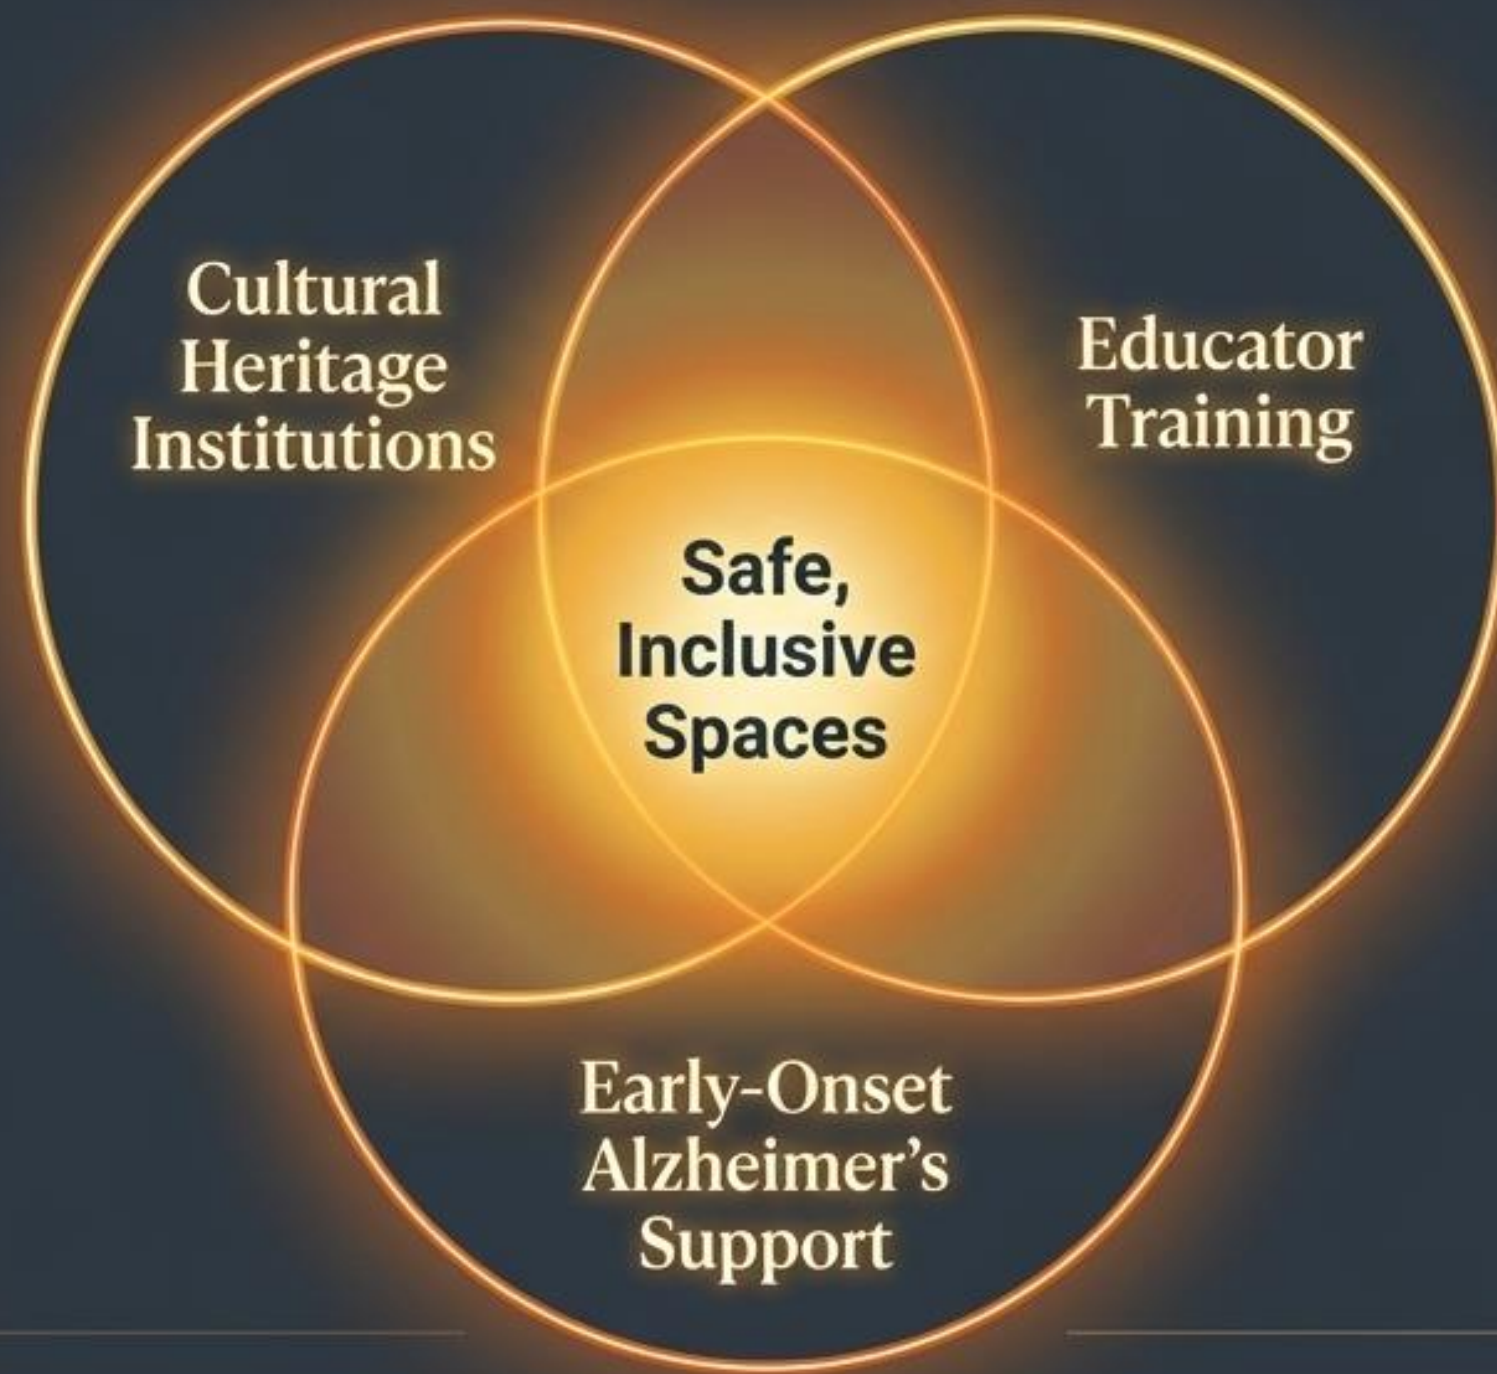 Cultural
Heritage
Institutions
Educator
Training
Safe,
Inclusive
Spaces
Early-Onset
Alzheimer’s
Support